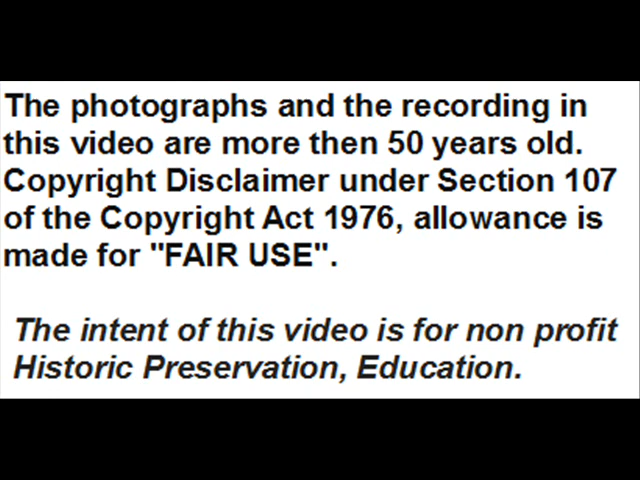 The photographs and the recording in
this video are more then 50 years old.
Copyright Disclaimer under Section 107
of the Copyright Act 1976, allowance is
made for "FAIR USE".
The intent of this video is for non profit
Historic Preservation, Education.